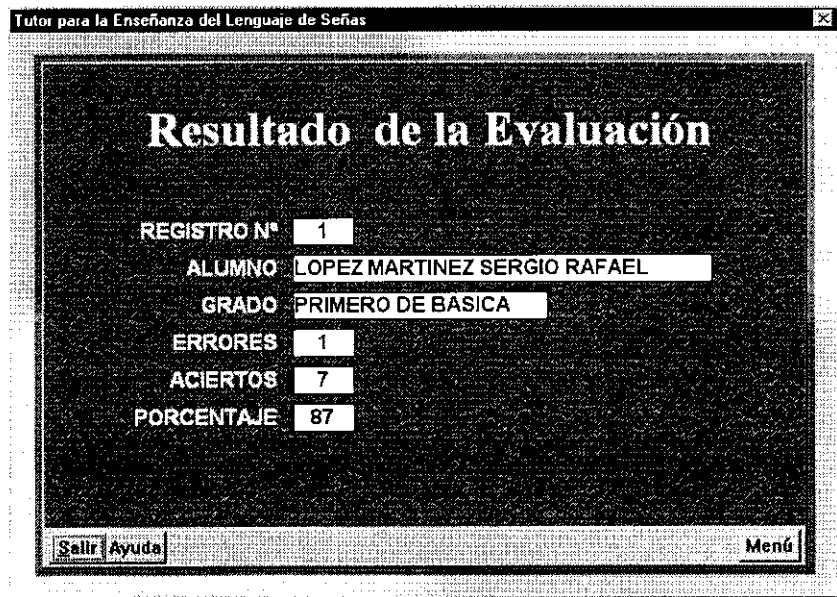 Tutor para la Enseñanza del Lenguaje de Señas
Resultado de la Evaluación
REGISTRO Nº 1
ALUMNO LOPEZ MARTINEZ SERGIO RAFAEL
GRADO PRIMERO DE BASICA
ERRORES 1
ACIERTOS 7
PORCENTAJE 87
Salir Ayuda Menú